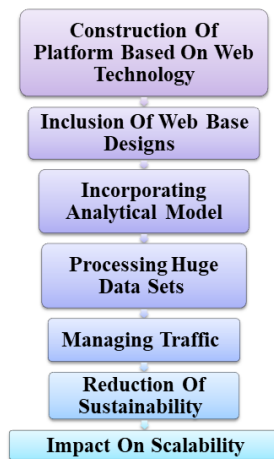 Construction Of
Platform Based On Web
Technology
Inclusion Of Web Base
Designs
Incorporating
Analytical Model
Processing Huge
Data Sets
Managing Traffic
Reduction Of
Sustainability
Impact On Scalability